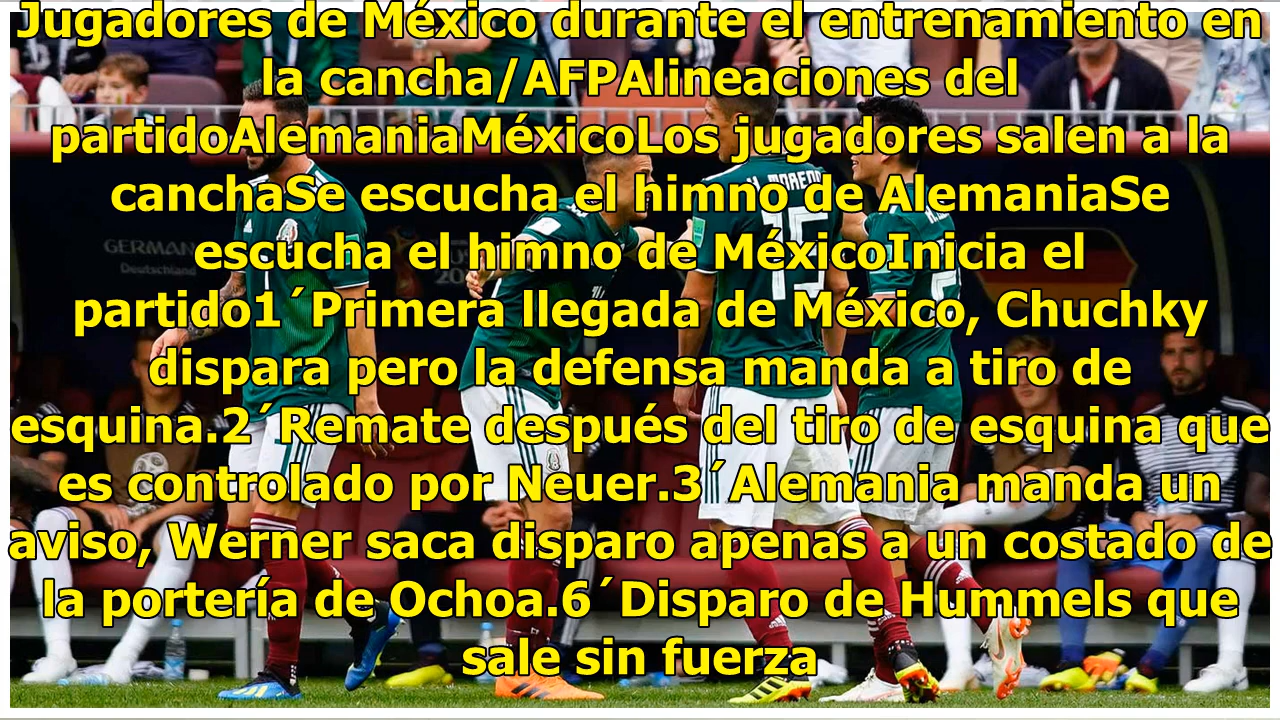 Jugadores de México durante el entrenamiento en
la cancha/AFPAlineaciones del
partidoAlemaniaMéxicoLos jugadores salen a la
canchaSe escucha el himno de AlemaniaSe
escucha el himno de MéxicoInicia el
partido1´Primera llegada de México, Chuchky
dispara pero la defensa manda a tiro de
esquina.2´Remate después del tiro de esquina que
es controlado por Neuer.3´Alemania manda un
aviso, Werner saca disparo apenas a un costado de
la portería de Ochoa.6´Disparo de Hummels que
sale sin fuerza
H. MORENO
15
GERMAN
Deutschland